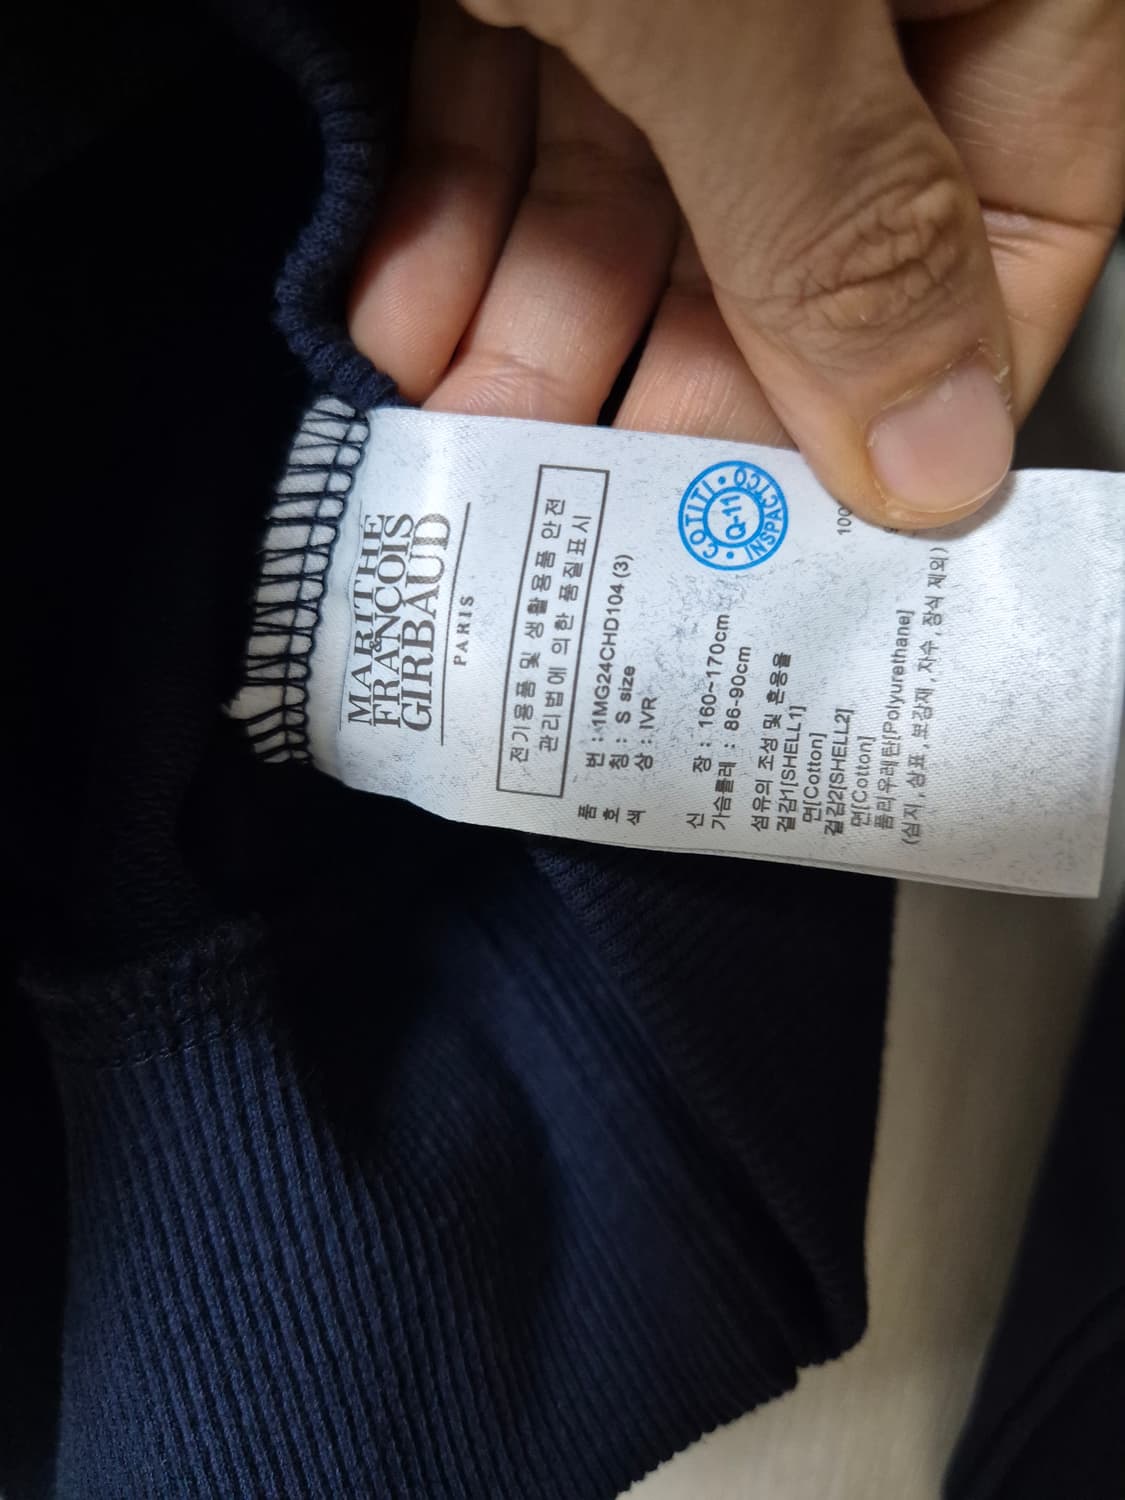 MARITHÉ
FRANCOIS
&
GIRBAUD
PARIS
전기용품 및 생활용품 안전
관리법에 의한 품질표시
품 번 : 1MG24CHD104 (3)
호 칭 : S size
색 상 : IVR
COTITI • INSPACTCO •
Q-11
신 장 : 160~170cm
가슴둘레 : 86-90cm
섬유의 조성 및 혼용율
겉감1[SHELL1]
면[Cotton] 100
겉감2[SHELL2]
면[Cotton]
폴리우레탄[Polyurethane]
(심지, 상표, 보강재, 자수, 장식 제외)